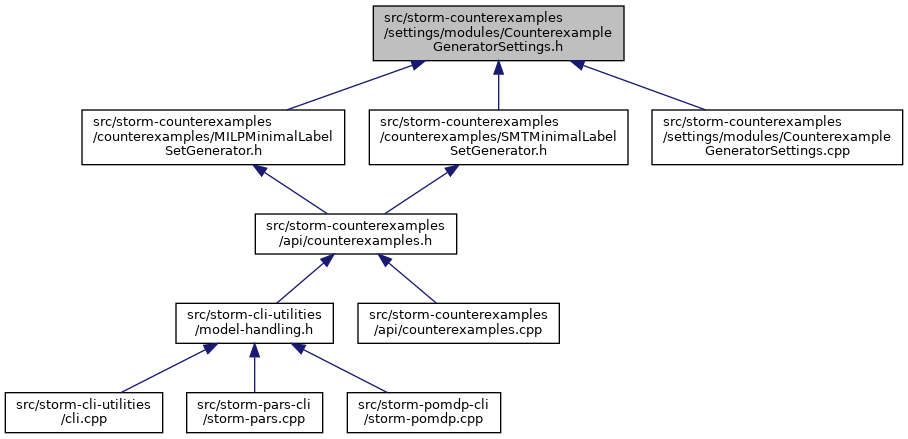 src/storm-counterexamples
/settings/modules/Counterexample
GeneratorSettings.h
src/storm-counterexamples
/counterexamples/MILPMinimalLabel
SetGenerator.h
src/storm-counterexamples
/counterexamples/SMTMinimalLabel
SetGenerator.h
src/storm-counterexamples
/settings/modules/Counterexample
GeneratorSettings.cpp
src/storm-counterexamples
/api/counterexamples.h
src/storm-cli-utilities
/model-handling.h
src/storm-counterexamples
/api/counterexamples.cpp
src/storm-cli-utilities
/cli.cpp
src/storm-pars-cli
/storm-pars.cpp
src/storm-pomdp-cli
/storm-pomdp.cpp